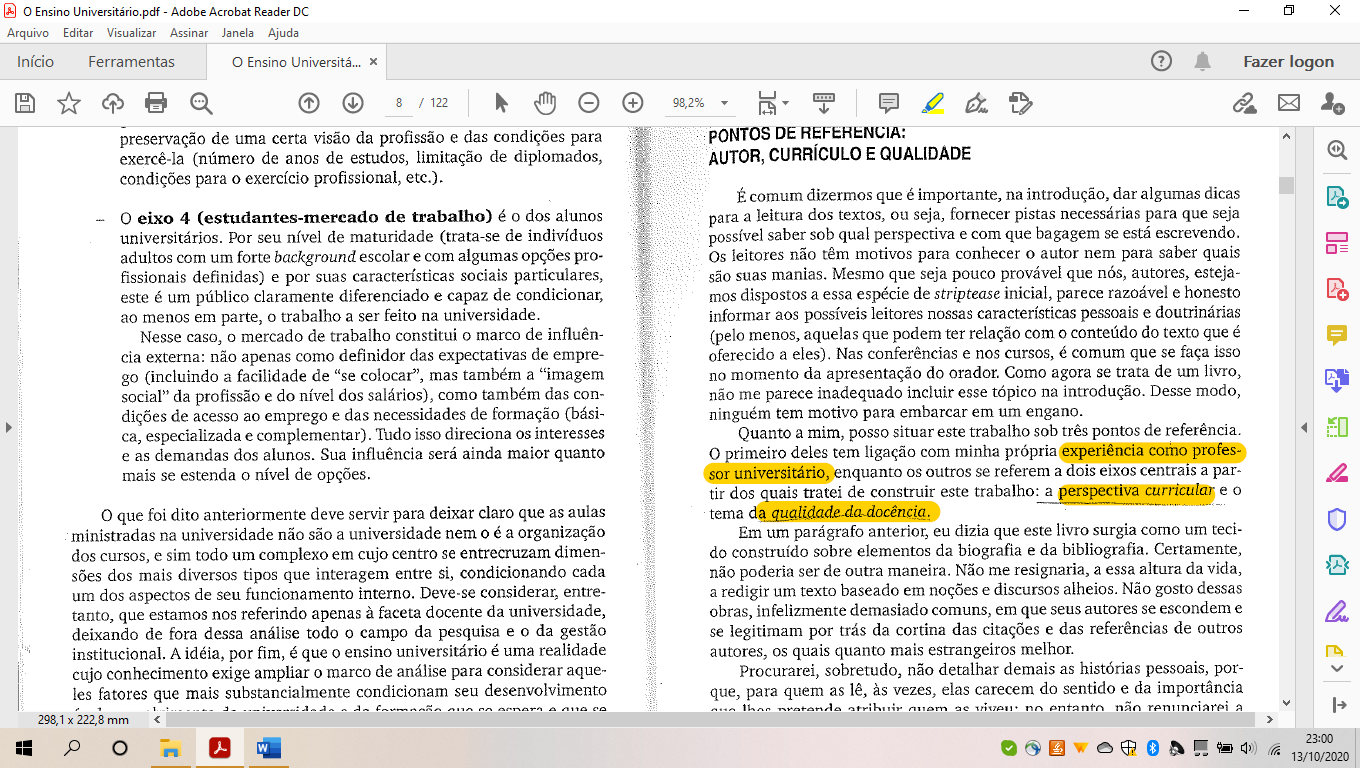 O Ensino Universitário.pdf - Adobe Acrobat Reader DC
Arquivo Editar Visualizar Assinar Janela Ajuda
Início Ferramentas O Ensino Universitá... × Fazer logon
8 / 122 98,2%
preservação de uma certa visão da profissão e das condições para
exercê-la (número de anos de estudos, limitação de diplomados,
condições para o exercício profissional, etc.).
– O eixo 4 (estudantes-mercado de trabalho) é o dos alunos
universitários. Por seu nível de maturidade (trata-se de indivíduos
adultos com um forte background escolar e com algumas opções pro-
fissionais definidas) e por suas características sociais particulares,
este é um público claramente diferenciado e capaz de condicionar,
ao menos em parte, o trabalho a ser feito na universidade.
Nesse caso, o mercado de trabalho constitui o marco de influên-
cia externa: não apenas como definidor das expectativas de empre-
go (incluindo a facilidade de “se colocar”, mas também a “imagem
social” da profissão e do nível dos salários), como também das con-
dições de acesso ao emprego e das necessidades de formação (bási-
ca, especializada e complementar). Tudo isso direciona os interesses
e as demandas dos alunos. Sua influência será ainda maior quanto
mais se estenda o nível de opções.
O que foi dito anteriormente deve servir para deixar claro que as aulas
ministradas na universidade não são a universidade nem o é a organização
dos cursos, e sim todo um complexo em cujo centro se entrecruzam dimen-
sões dos mais diversos tipos que interagem entre si, condicionando cada
um dos aspectos de seu funcionamento interno. Deve-se considerar, entre-
tanto, que estamos nos referindo apenas à faceta docente da universidade,
deixando de fora dessa análise todo o campo da pesquisa e o da gestão
institucional. A idéia, por fim, é que o ensino universitário é uma realidade
cujo conhecimento exige ampliar o marco de análise para considerar aque-
les fatores que mais substancialmente condicionam seu desenvolvimento
PONTOS DE REFERÊNCIA:
AUTOR, CURRÍCULO E QUALIDADE
É comum dizermos que é importante, na introdução, dar algumas dicas
para a leitura dos textos, ou seja, fornecer pistas necessárias para que seja
possível saber sob qual perspectiva e com que bagagem se está escrevendo.
Os leitores não têm motivos para conhecer o autor nem para saber quais
são suas manias. Mesmo que seja pouco provável que nós, autores, esteja-
mos dispostos a essa espécie de striptease inicial, parece razoável e honesto
informar aos possíveis leitores nossas características pessoais e doutrinárias
(pelo menos, aquelas que podem ter relação com o conteúdo do texto que é
oferecido a eles). Nas conferências e nos cursos, é comum que se faça isso
no momento da apresentação do orador. Como agora se trata de um livro,
não me parece inadequado incluir esse tópico na introdução. Desse modo,
ninguém tem motivo para embarcar em um engano.
Quanto a mim, posso situar este trabalho sob três pontos de referência.
O primeiro deles tem ligação com minha própria experiência como profes-
sor universitário, enquanto os outros se referem a dois eixos centrais a par-
tir dos quais tratei de construir este trabalho: a perspectiva curricular e o
tema da qualidade da docência.
Em um parágrafo anterior, eu dizia que este livro surgia como um teci-
do construído sobre elementos da biografia e da bibliografia. Certamente,
não poderia ser de outra maneira. Não me resignaria, a essa altura da vida,
a redigir um texto baseado em noções e discursos alheios. Não gosto dessas
obras, infelizmente demasiado comuns, em que seus autores se escondem e
se legitimam por trás da cortina das citações e das referências de outros
autores, os quais quanto mais estrangeiros melhor.
Procurarei, sobretudo, não detalhar demais as histórias pessoais, por-
que, para quem as lê, às vezes, elas carecem do sentido e da importância
que lhes pretende atribuir quem as viveu; no entanto, não renunciarei a
298,1 x 222,8 mm
23:00
13/10/2020